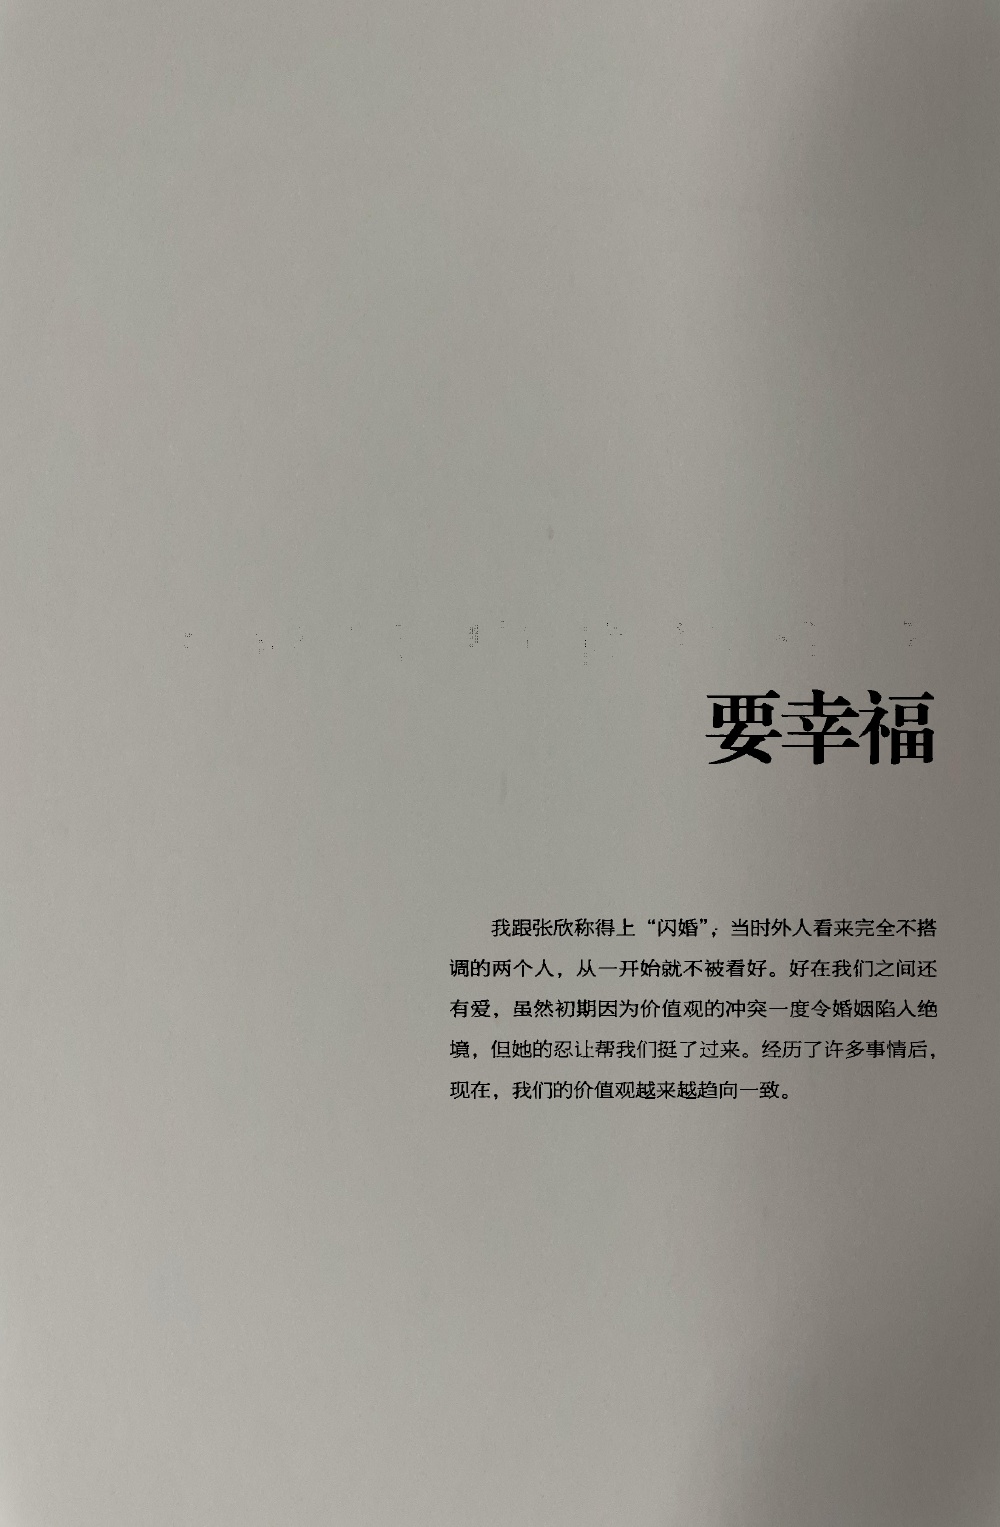 要幸福
我跟张欣称得上“闪婚”，当时外人看来完全不搭
调的两个人，从一开始就不被看好。好在我们之间还
有爱，虽然初期因为价值观的冲突一度令婚姻陷入绝
境，但她的忍让帮我们挺了过来。经历了许多事情后，
现在，我们的价值观越来越趋向一致。